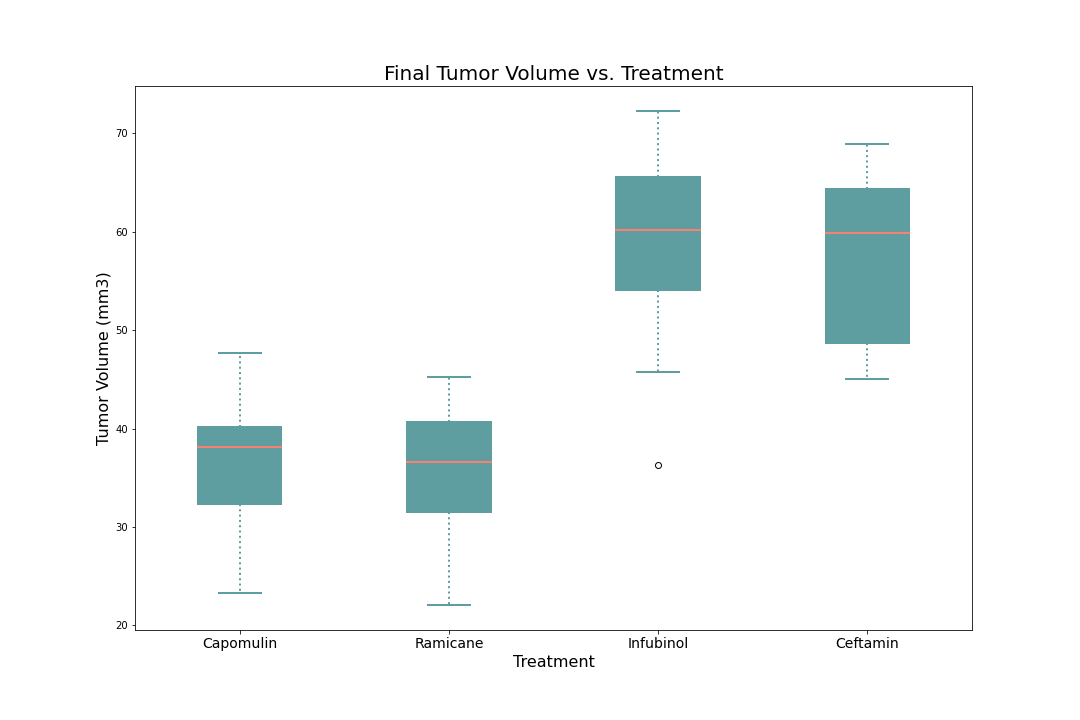 Final Tumor Volume vs. Treatment
Tumor Volume (mm3)
70
60
50
40
30
20
Capomulin Ramicane Infubinol Ceftamin
Treatment